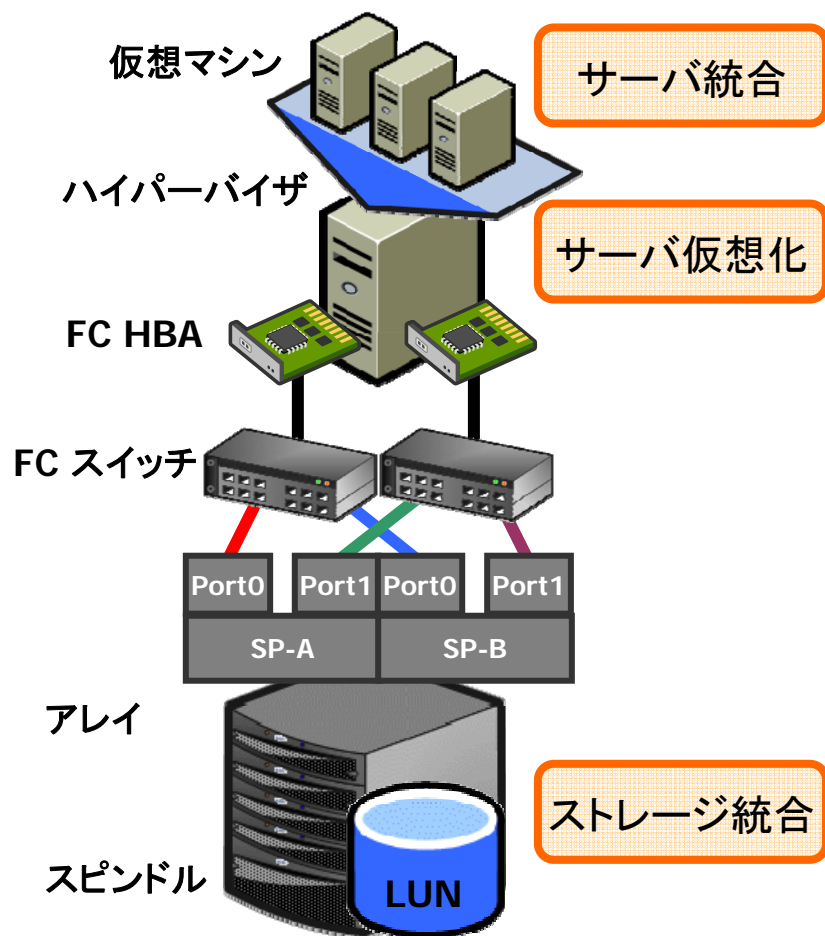 仮想マシン
サーバ統合
ハイパーバイザ
サーバ仮想化
FC HBA
FC スイッチ
Port0
Port1
Port0
Port1
SP-A
SP-B
アレイ
ストレージ統合
スピンドル
LUN